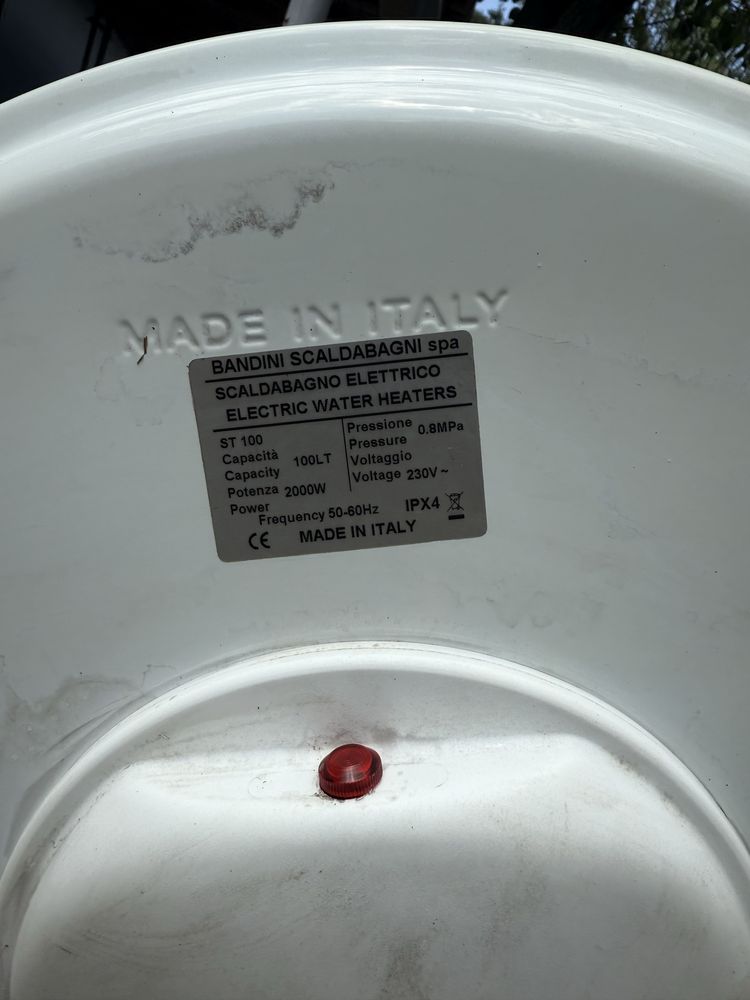 MADE IN ITALY
BANDINI SCALDABAGNI spa
SCALDABAGNO ELETTRICO
ELECTRIC WATER HEATERS
ST 100
Capacità
Capacity 100LT
Potenza
Power 2000W
Pressione
Pressure 0.8MPa
Voltaggio
Voltage 230V ~
Frequency 50-60Hz
IPX4
CE MADE IN ITALY